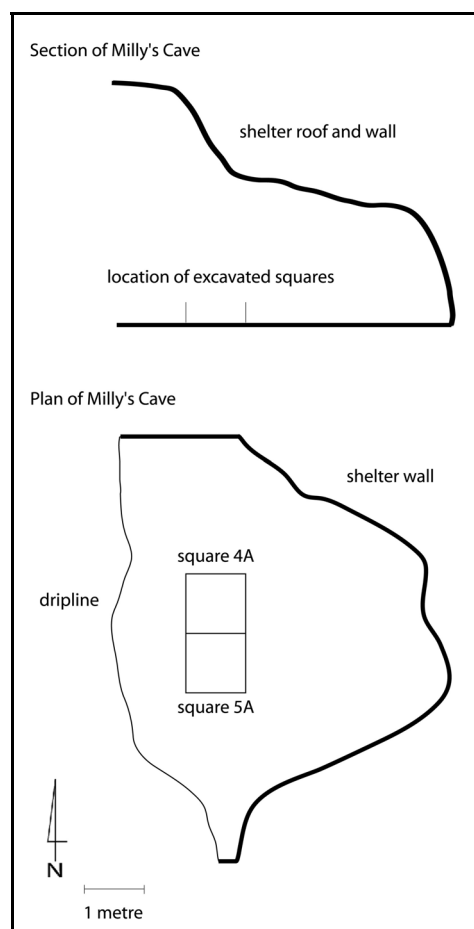 Section of Milly's Cave
shelter roof and wall
location of excavated squares
Plan of Milly's Cave
shelter wall
square 4A
dripline
square 5A
N
1 metre